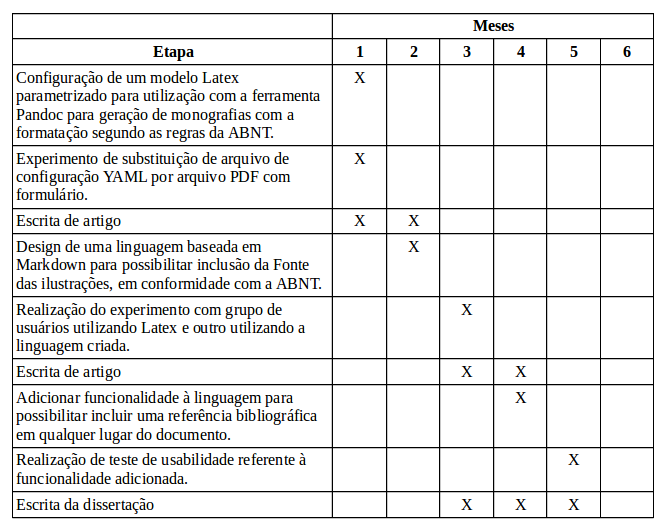 Meses
Etapa 1 2 3 4 5 6
Configuração de um modelo Latex X
parametrizado para utilização com a ferramenta
Pandoc para geração de monografias com a
formatação segundo as regras da ABNT.
Experimento de substituição de arquivo de X
configuração YAML por arquivo PDF com
formulário.
Escrita de artigo X X
Design de uma linguagem baseada em X
Markdown para possibilitar inclusão da Fonte
das ilustrações, em conformidade com a ABNT.
Realização do experimento com grupo de X
usuários utilizando Latex e outro utilizando a
linguagem criada.
Escrita de artigo X X
Adicionar funcionalidade à linguagem para X
possibilitar incluir uma referência bibliográfica
em qualquer lugar do documento.
Realização de teste de usabilidade referente à X
funcionalidade adicionada.
Escrita da dissertação X X X